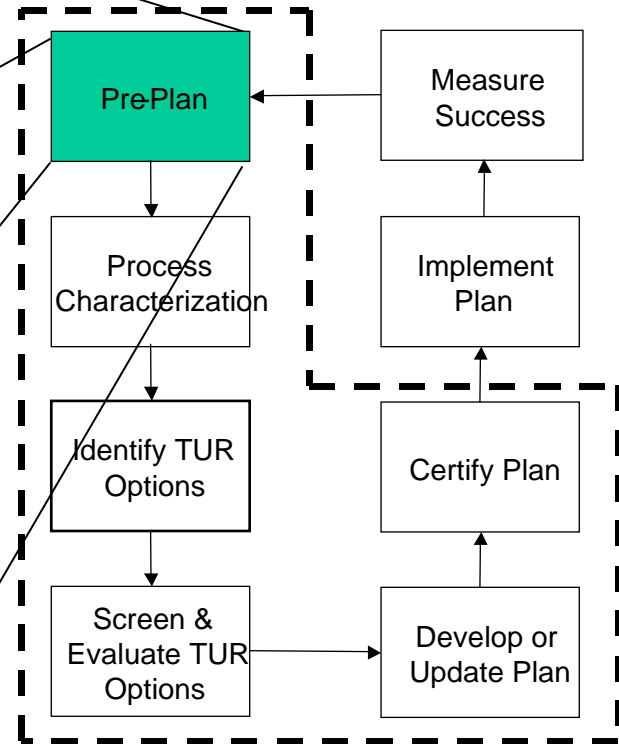 Pre-Plan
Measure
Success
Process
Characterization
Implement
Plan
Identify TUR
Options
Certify Plan
Screen &
Evaluate TUR
Options
Develop or
Update Plan